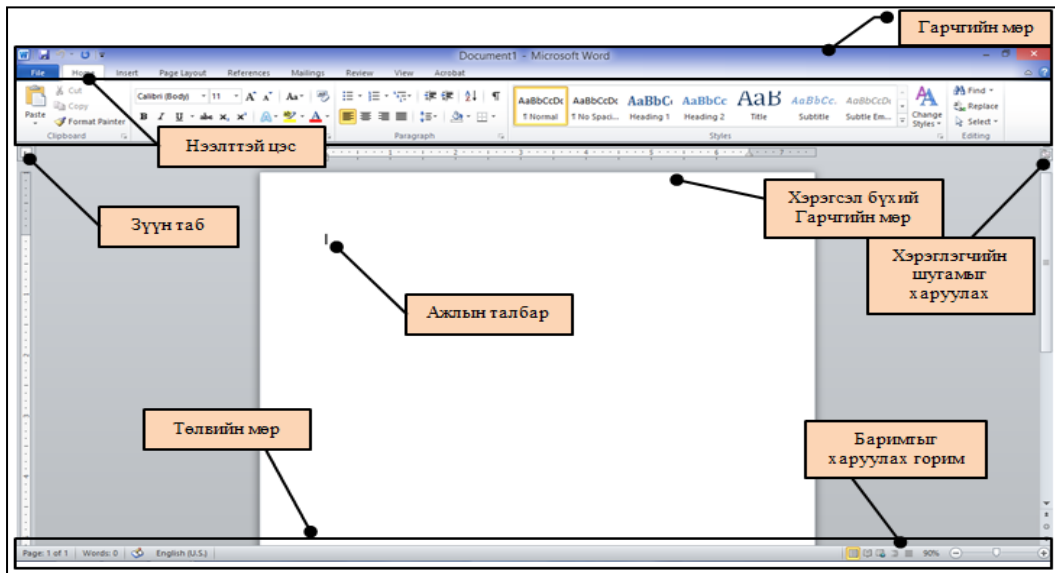 Гарчгийн мөр
Document1 - Microsoft Word
File Home Insert Page Layout References Mailings Review View Acrobat
Paste
Cut
Copy
Format Painter
Clipboard
Calibri (Body) 11
Paragraph
AaBbCcDc AaBbCcDc AaBbC AaBbCc AaB AaBbCc. AaBbCcDi
¶ Normal ¶ No Spaci... Heading 1 Heading 2 Title Subtitle Subtle Em...
Change
Styles
Styles
Find
Replace
Select
Editing
Нээлттэй цэс
Зүүн таб
Хэрэгсэл бүхий
Гарчгийн мөр
Хэрэглэгчийн
шугамыг
харуулах
Ажлын талбар
Төлвийн мөр
Баримтыг
харуулах горим
Page: 1 of 1 Words: 0 English (U.S.) 90%